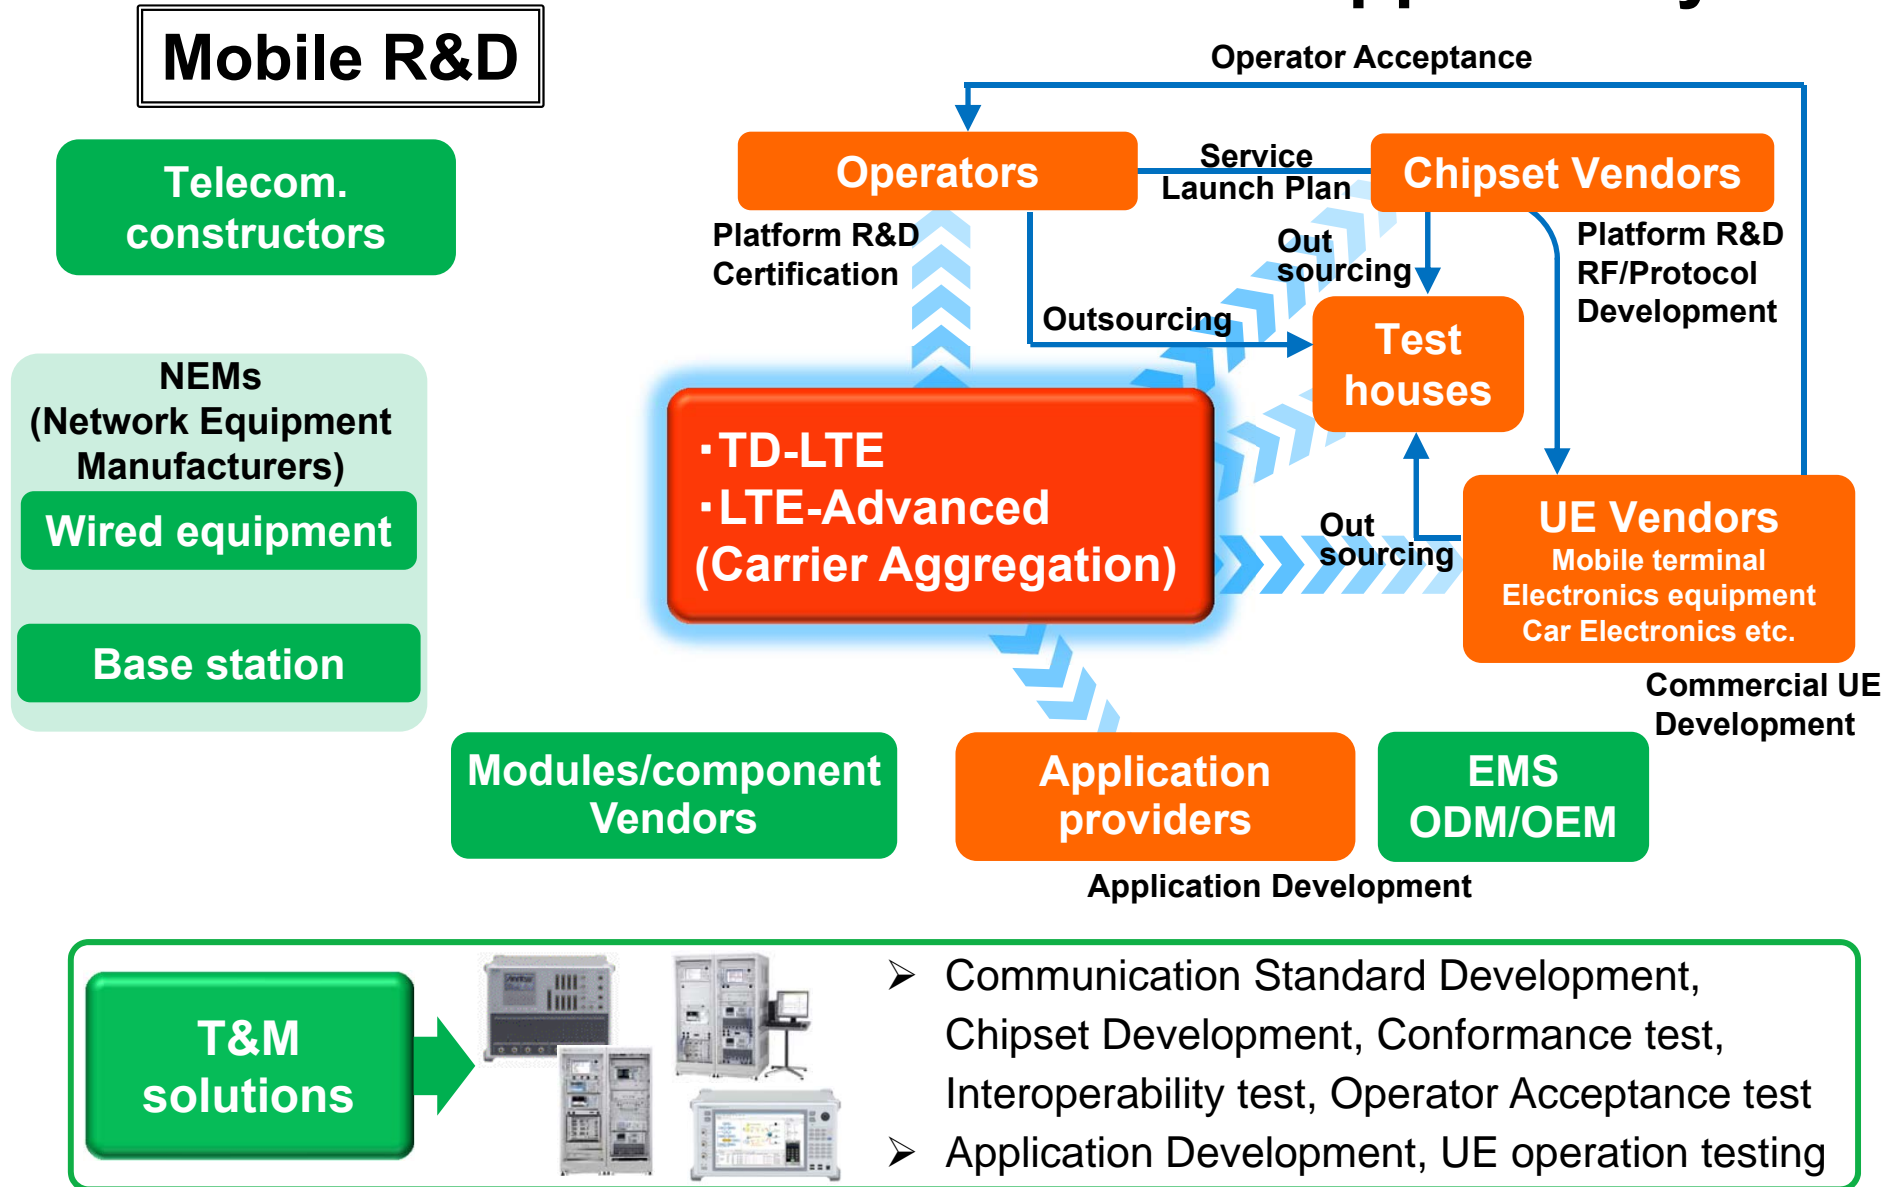 Mobile R&D
Operator Acceptance
Telecom.
constructors
Operators
Service
Launch Plan
Chipset Vendors
Platform R&D
Certification
Out
sourcing
Platform R&D
RF/Protocol
Development
Outsourcing
Test
houses
NEMs
(Network Equipment
Manufacturers)
Wired equipment
Base station
・TD-LTE
・LTE-Advanced
(Carrier Aggregation)
Out
sourcing
UE Vendors
Mobile terminal
Electronics equipment
Car Electronics etc.
Commercial UE
Development
Modules/component
Vendors
Application
providers
EMS
ODM/OEM
Application Development
T&M
solutions
➢ Communication Standard Development,
Chipset Development, Conformance test,
Interoperability test, Operator Acceptance test
➢ Application Development, UE operation testing